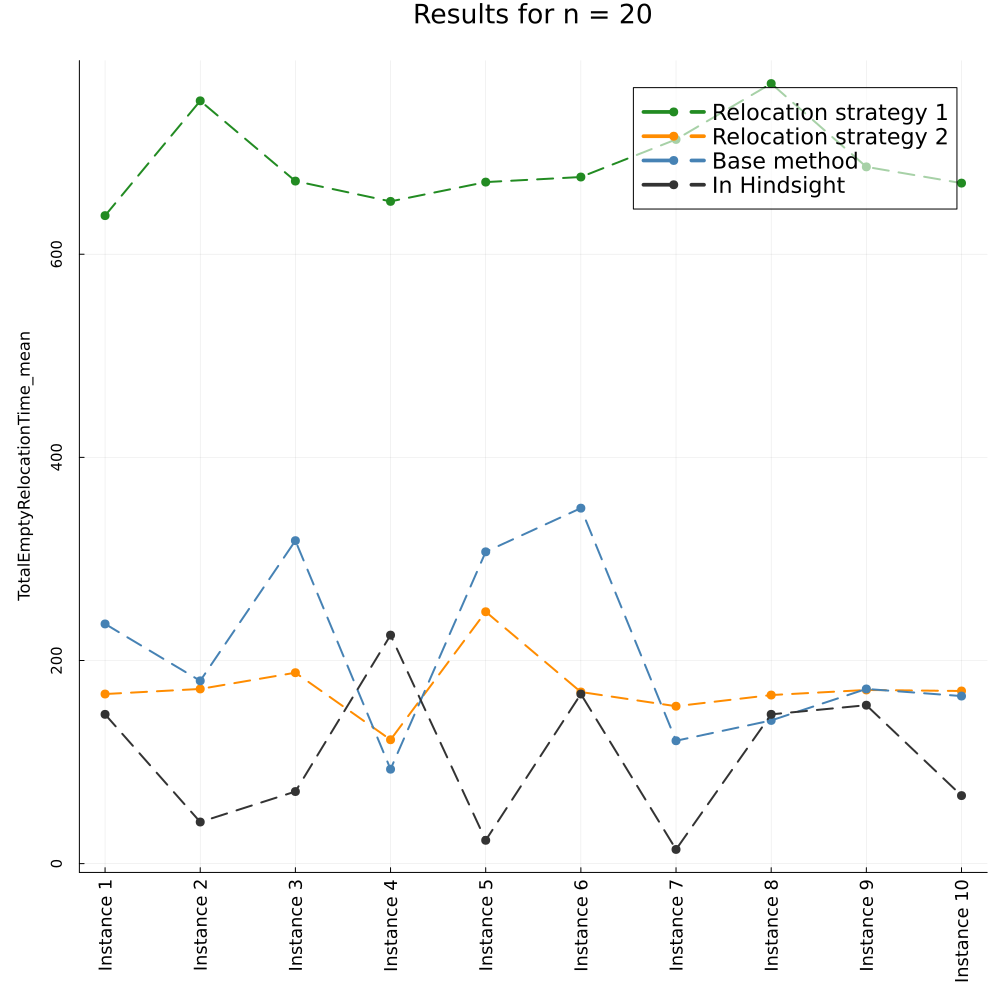 Results for n = 20
Relocation strategy 1
Relocation strategy 2
Base method
In Hindsight
TotalEmptyRelocationTime_mean
600
400
200
0
Instance 1
Instance 2
Instance 3
Instance 4
Instance 5
Instance 6
Instance 7
Instance 8
Instance 9
Instance 10